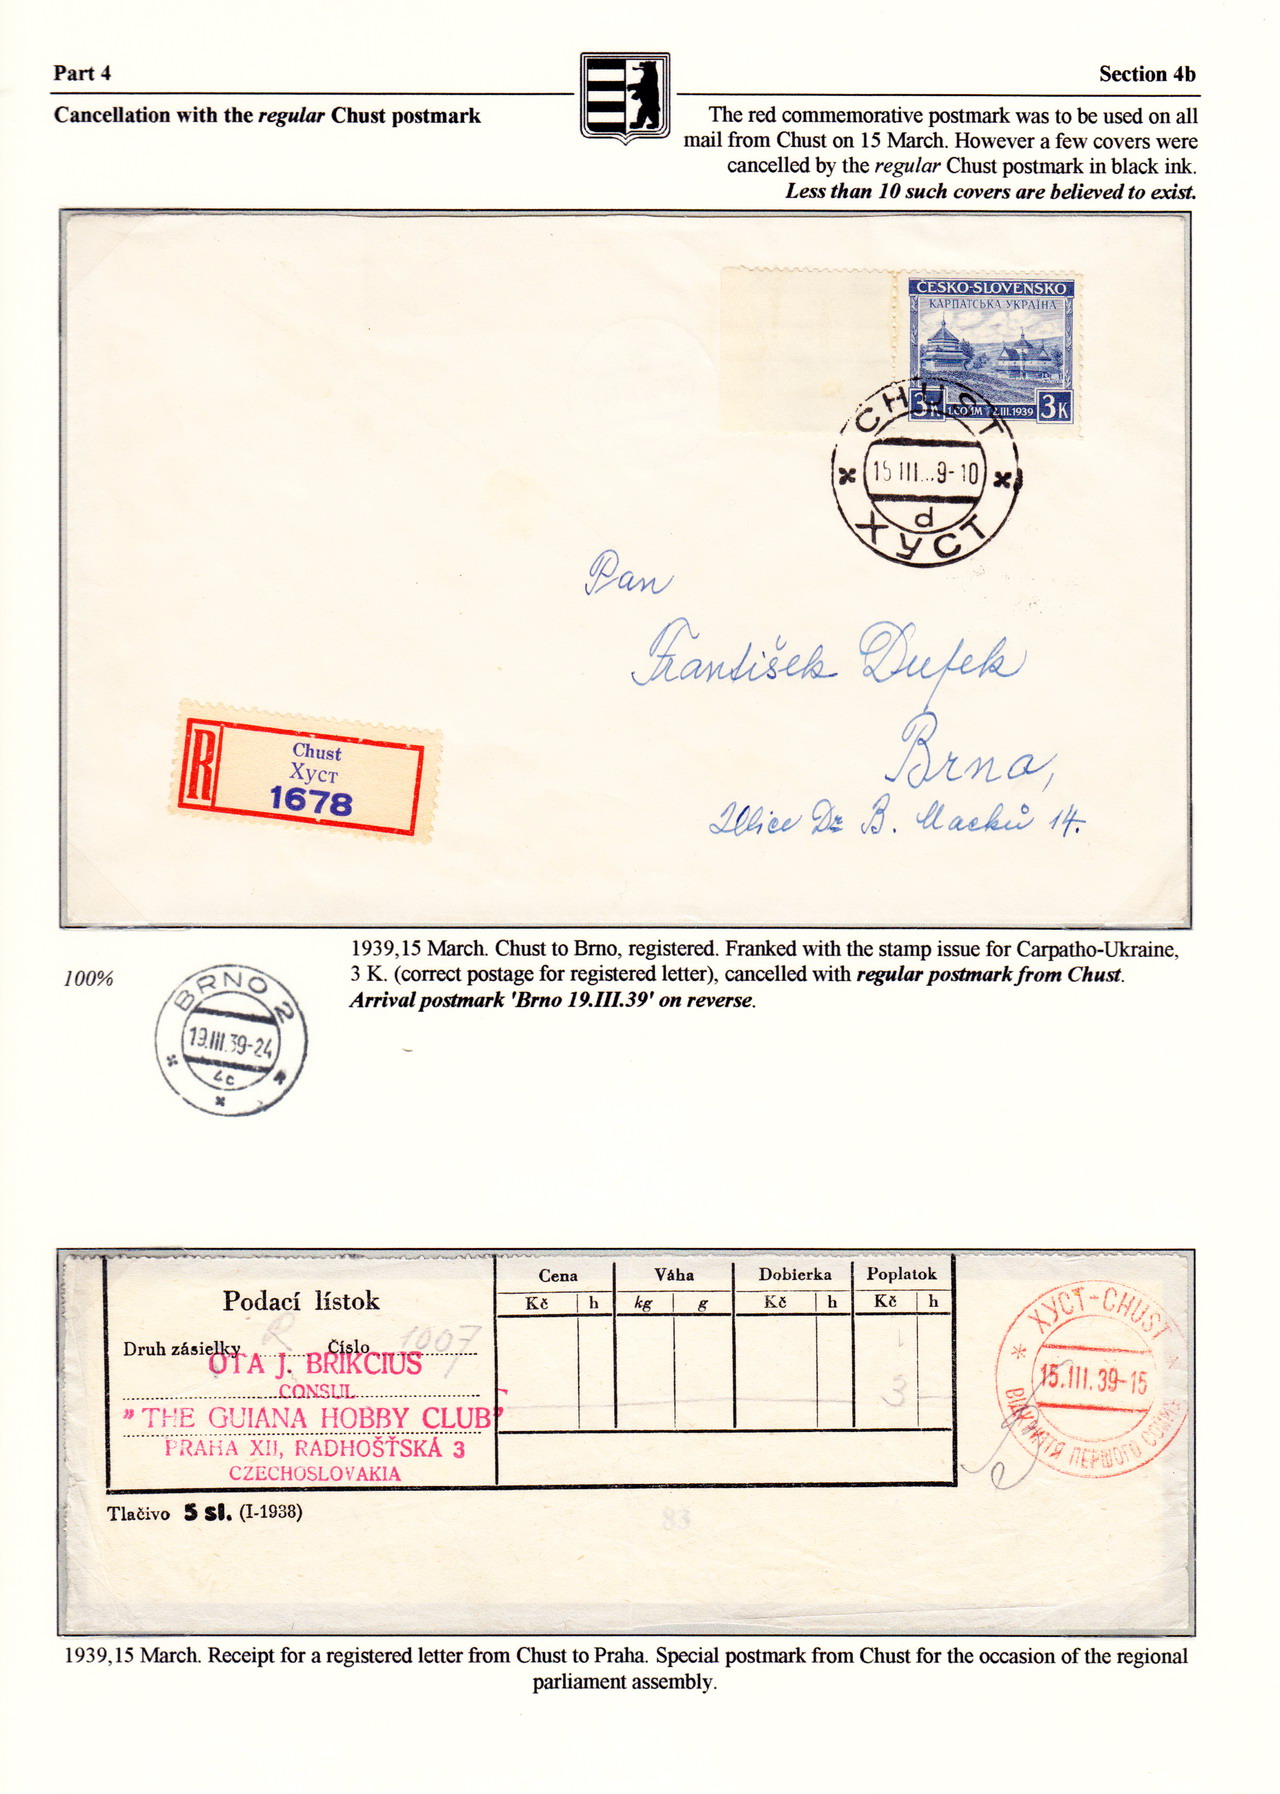 Part 4
Section 4b
Cancellation with the regular Chust postmark
The red commemorative postmark was to be used on all
mail from Chust on 15 March. However a few covers were
cancelled by the regular Chust postmark in black ink.
Less than 10 such covers are believed to exist.
ČESKO-SLOVENSKO
КАРПАТСЬКА УКРАЇНА
3K
3K
CHUST
15 III...9-10
d
ХУСТ
Pan
František Dufek
Brno,
Ulice Dr B. Macků 14.
R
Chust
Хуст
1678
1939,15 March. Chust to Brno, registered. Franked with the stamp issue for Carpatho-Ukraine,
3 K. (correct postage for registered letter), cancelled with regular postmark from Chust.
Arrival postmark 'Brno 19.III.39' on reverse.
100%
BRNO 2
19.III.39-24
4c
Podací lístok
Druh zásielky R Číslo 1007
OTA J. BRIKCIUS
CONSUL
"THE GUIANA HOBBY CLUB"
PRAHA XII, RADHOŠŤSKÁ 3
CZECHOSLOVAKIA
Cena Váha Dobierka Poplatok
Kč h kg g Kč h Kč h
3
ХУСТ-CHUST
15.III.39-15
ВІДКРИТТЯ ПЕРШОГО СОЙМУ
Tlačivo 5 sl. (I-1938)
83
1939,15 March. Receipt for a registered letter from Chust to Praha. Special postmark from Chust for the occasion of the regional
parliament assembly.